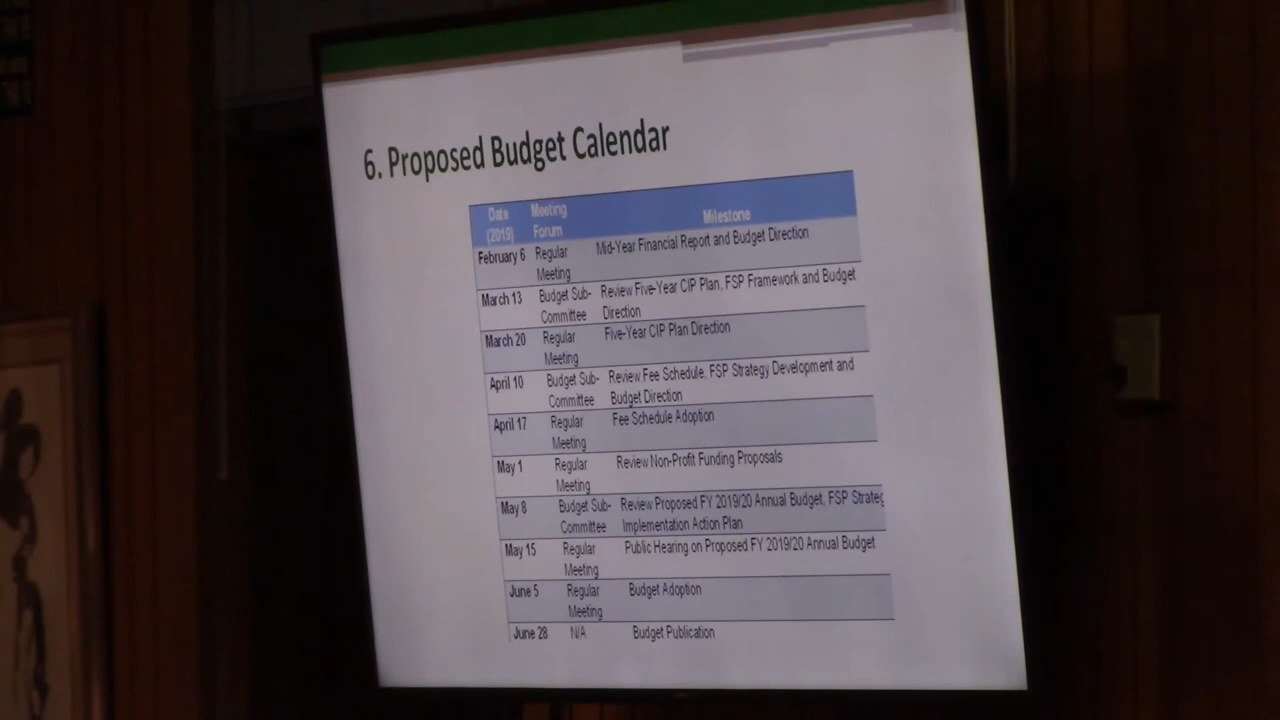 6. Proposed Budget Calendar
Date
(2019)
Meeting
Forum
Milestone
February 6
Regular
Meeting
Mid-Year Financial Report and Budget Direction
March 13
Budget Sub-
Committee
Review Five-Year CIP Plan, FSP Framework and Budget
Direction
March 20
Regular
Meeting
Five-Year CIP Plan Direction
April 10
Budget Sub-
Committee
Review Fee Schedule, FSP Strategy Development and
Budget Direction
April 17
Regular
Meeting
Fee Schedule Adoption
May 1
Regular
Meeting
Review Non-Profit Funding Proposals
May 8
Budget Sub-
Committee
Review Proposed FY 2019/20 Annual Budget, FSP Strateg
Implementation Action Plan
May 15
Regular
Meeting
Public Hearing on Proposed FY 2019/20 Annual Budget
June 5
Regular
Meeting
Budget Adoption
June 28
N/A
Budget Publication